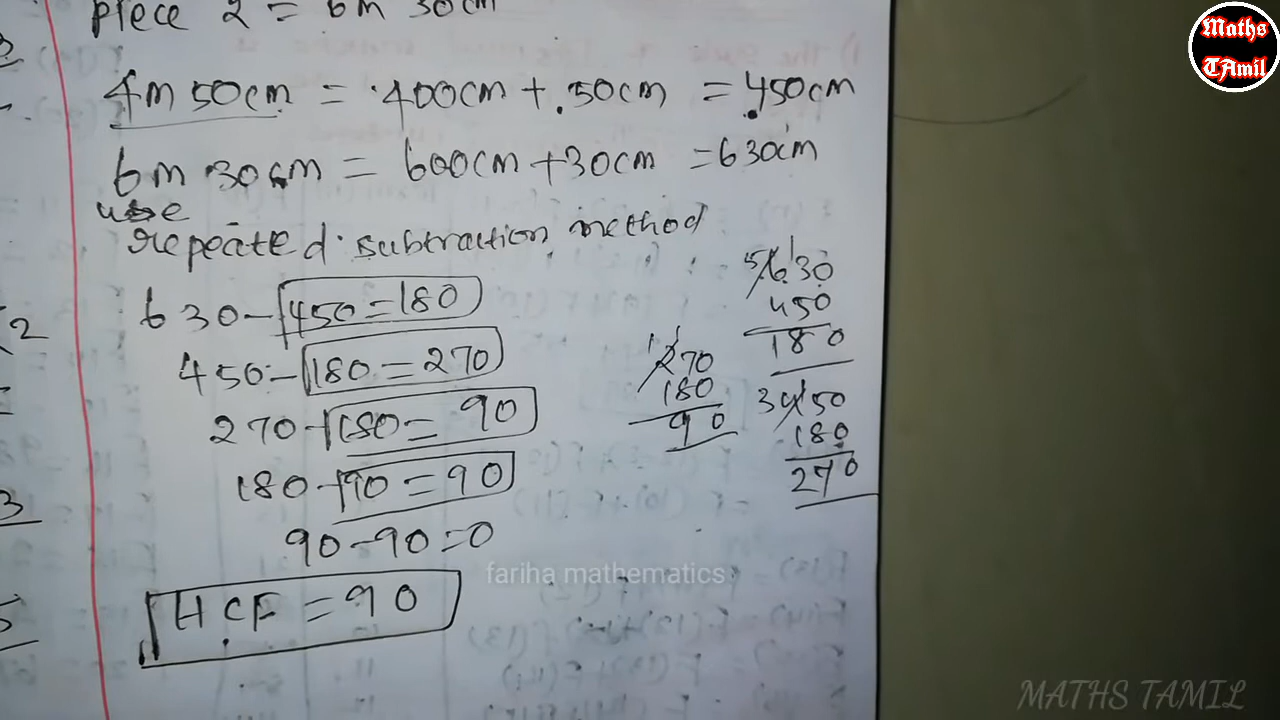 Piece 2 = 6m 30cm
4m 50cm = 400cm + 50cm = 450cm
6m 30cm = 600cm + 30cm = 630cm
use
repeated subtraction method
630 - 450 = 180
450 - 180 = 270
270 - 180 = 90
180 - 90 = 90
90 - 90 = 0
HCF = 90
630
450
180
270
180
90
450
180
270
fariha mathematics
Maths
TAmil
MATHS TAMIL